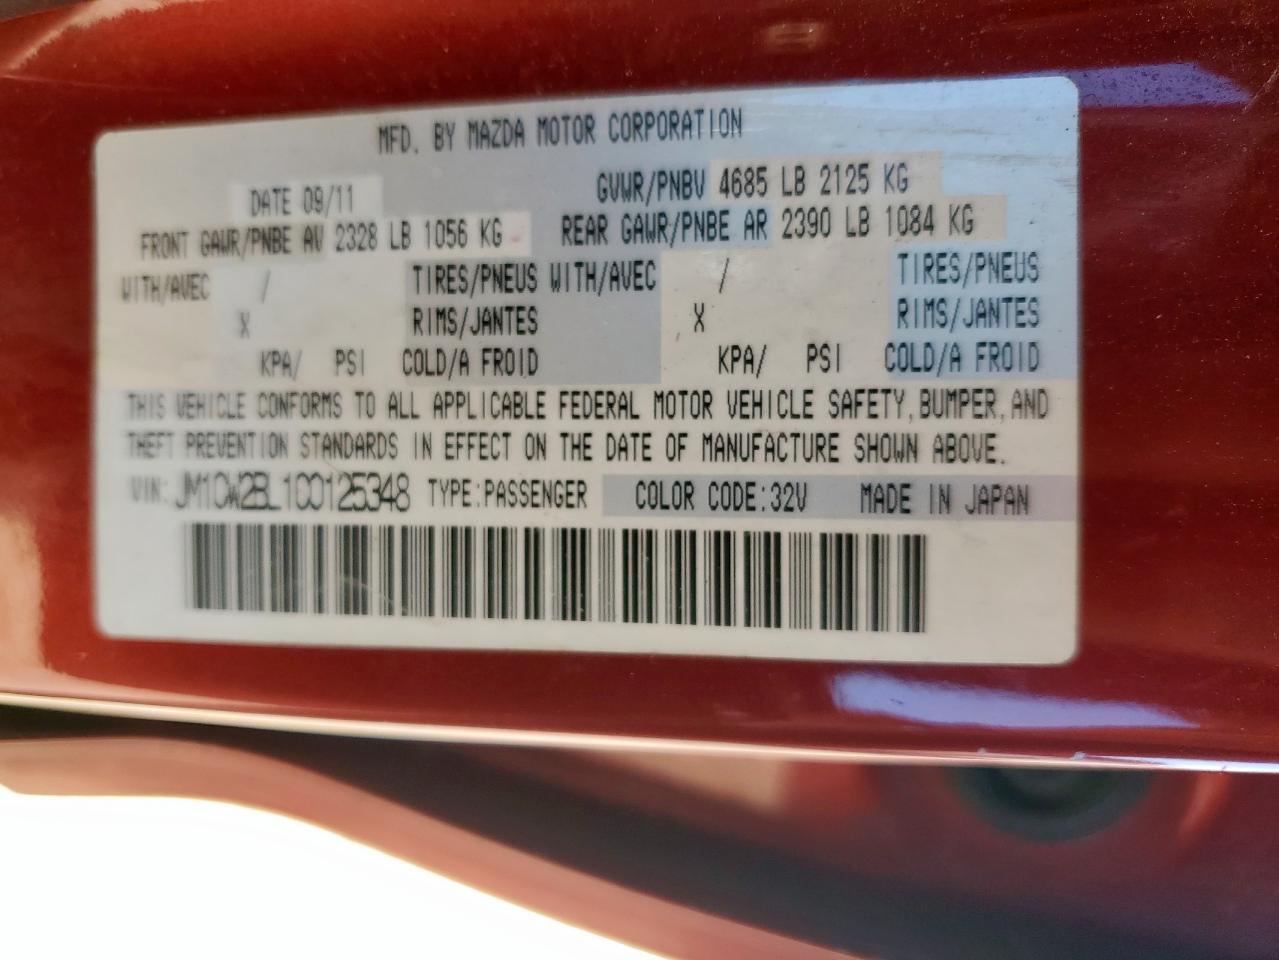 MFD. BY MAZDA MOTOR CORPORATION
DATE 09/11 GVWR/PNBV 4685 LB 2125 KG
FRONT GAWR/PNBE AV 2328 LB 1056 KG REAR GAWR/PNBE AR 2390 LB 1084 KG
WITH/AVEC / TIRES/PNEUS WITH/AVEC / TIRES/PNEUS
X RIMS/JANTES X RIMS/JANTES
KPA/ PSI COLD/A FROID KPA/ PSI COLD/A FROID
THIS VEHICLE CONFORMS TO ALL APPLICABLE FEDERAL MOTOR VEHICLE SAFETY, BUMPER, AND
THEFT PREVENTION STANDARDS IN EFFECT ON THE DATE OF MANUFACTURE SHOWN ABOVE.
VIN: JM1CW2BL1C0125348 TYPE:PASSENGER COLOR CODE:32V MADE IN JAPAN